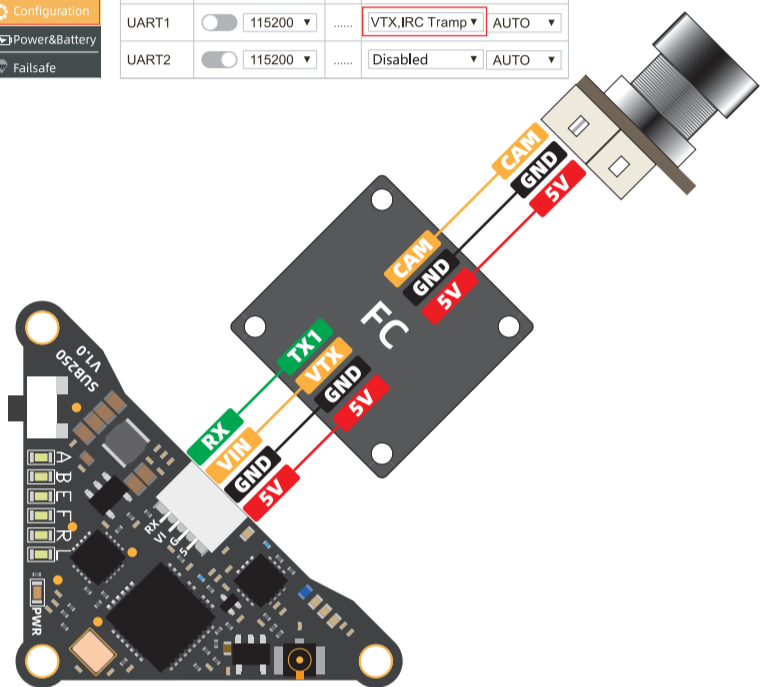 Configuration
UART1 115200 ...... VTX,IRC Tramp AUTO
Power&Battery
UART2 115200 ...... Disabled AUTO
Failsafe
CAM
GND
5V
CAM
GND
5V
FC
TX1
VTX
GND
5V
RX
VIN
GND
5V
SUB250
V1.0
A
B
E
F
R
L
RX
VI
G
5
PWR